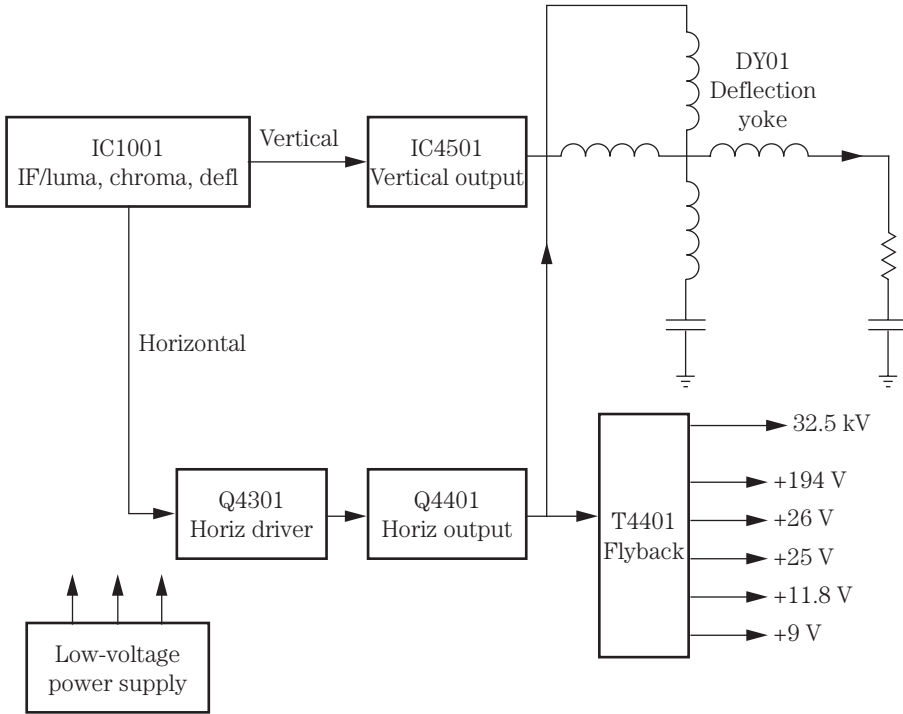 DY01
Deflection
yoke
IC1001
IF/luma, chroma, defl
Vertical
IC4501
Vertical output
Horizontal
32.5 kV
+194 V
+26 V
+25 V
+11.8 V
+9 V
Q4301
Horiz driver
Q4401
Horiz output
T4401
Flyback
Low-voltage
power supply